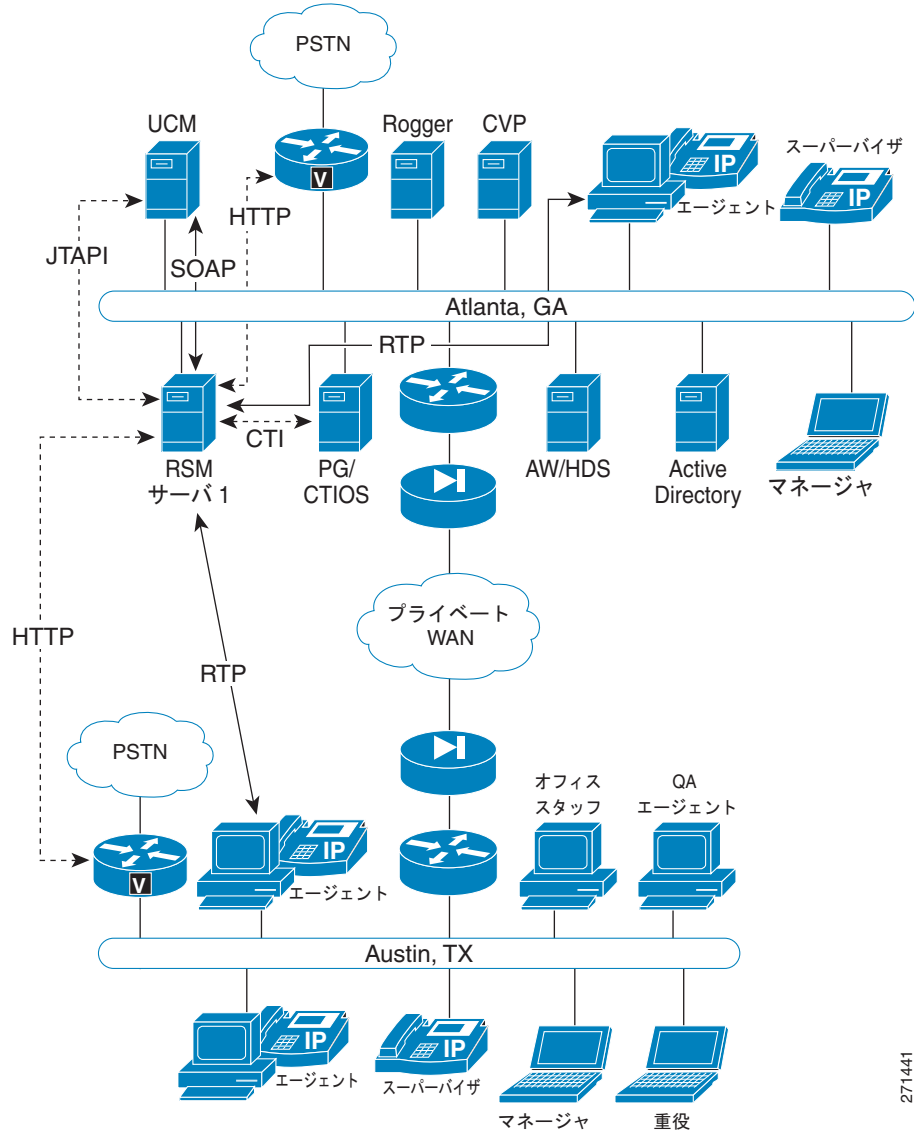 PSTN
UCM
Rogger
CVP
スーパーバイザ
V
IP
IP
エージェント
HTTP
JTAPI
SOAP
Atlanta, GA
RTP
CTI
RSM
サーバ 1
PG/
CTIOS
AW/HDS
Active
Directory
マネージャ
プライベート
WAN
HTTP
RTP
PSTN
オフィス
スタッフ
QA
エージェント
V
IP
エージェント
Austin, TX
IP
エージェント
IP
スーパーバイザ
マネージャ
重役
271441